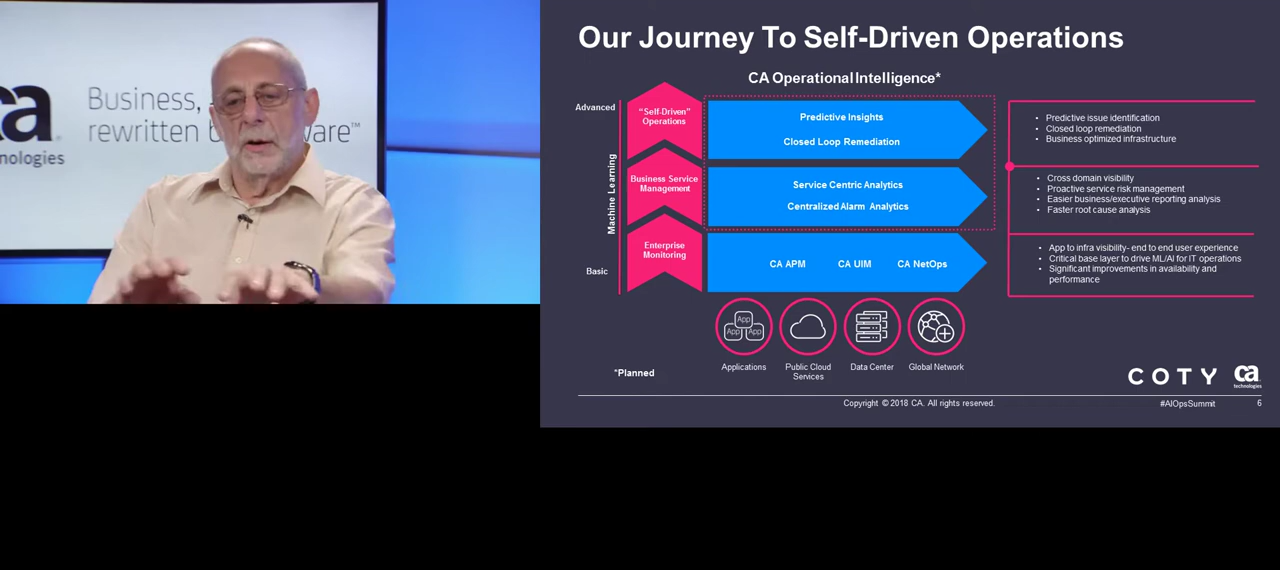 ca
nologies
Business,
rewritten b
ware™
Our Journey To Self-Driven Operations
CA Operational Intelligence*
Advanced
Machine Learning
Basic
“Self-Driven”
Operations
Predictive Insights
Closed Loop Remediation
• Predictive issue identification
• Closed loop remediation
• Business optimized infrastructure
Business Service
Management
Service Centric Analytics
Centralized Alarm Analytics
• Cross domain visibility
• Proactive service risk management
• Easier business/executive reporting analysis
• Faster root cause analysis
Enterprise
Monitoring
CA APM CA UIM CA NetOps
• App to infra visibility- end to end user experience
• Critical base layer to drive ML/AI for IT operations
• Significant improvements in availability and
performance
App
App App
Applications
Public Cloud
Services
Data Center
Global Network
*Planned
COTY
ca
technologies
Copyright © 2018 CA. All rights reserved.
#AIOpsSummit
6